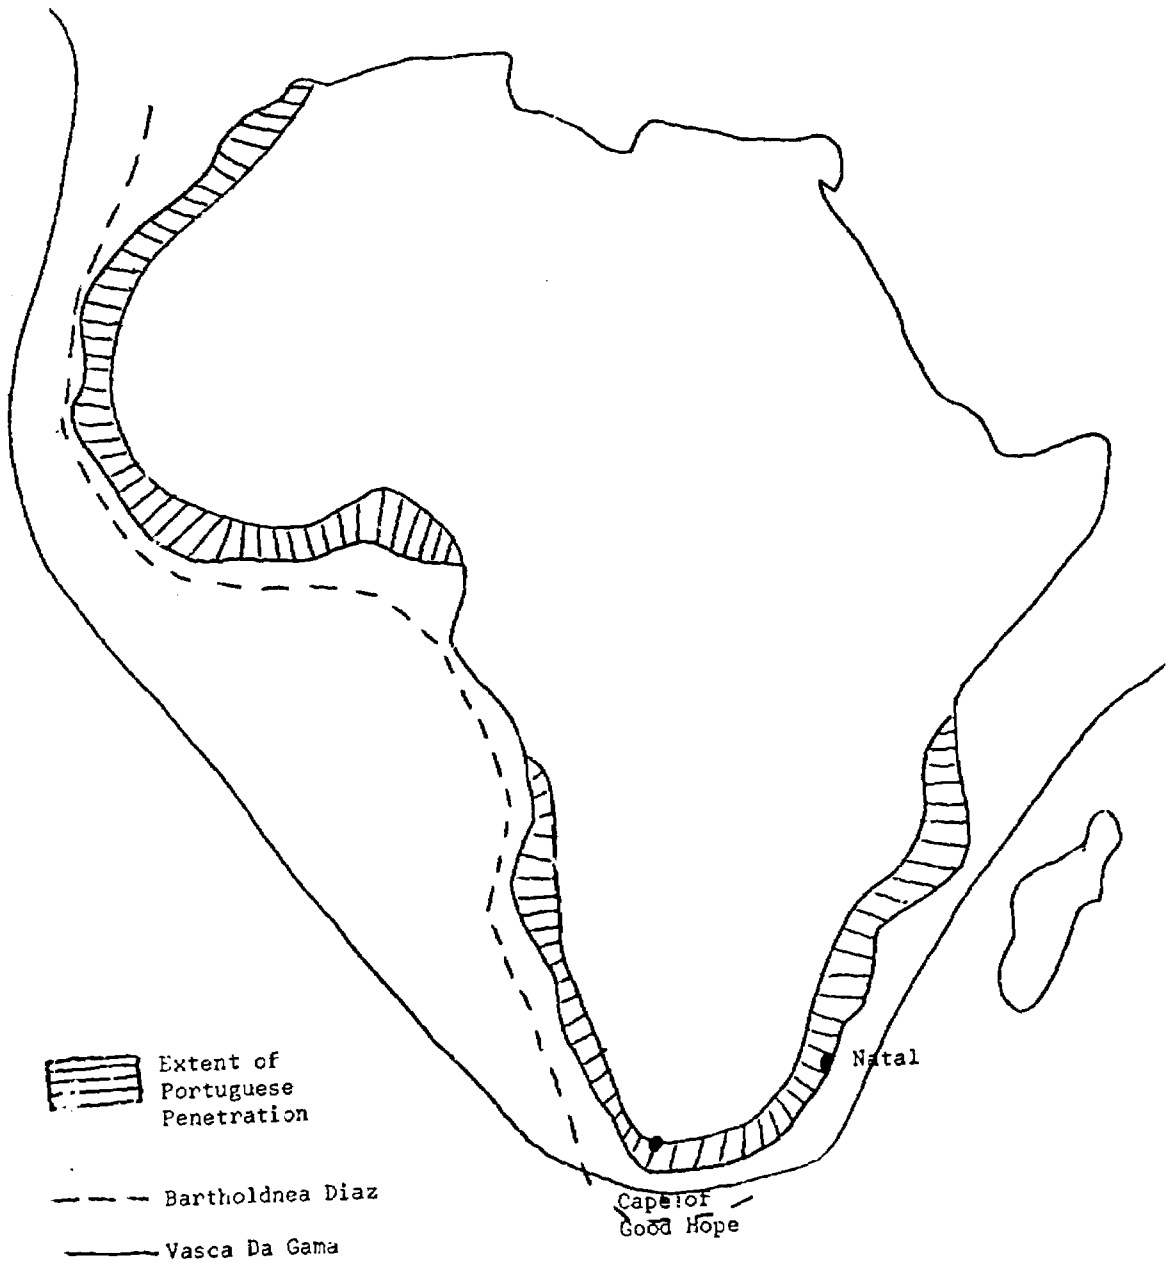 Natal
Extent of
Portuguese
Penetration
Bartholdnea Diaz
Cape of
Good Hope
Vasca Da Gama